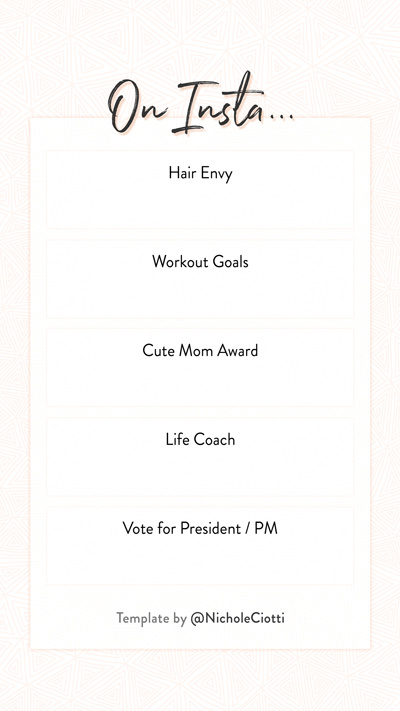 On Insta...
Hair Envy
Workout Goals
Cute Mom Award
Life Coach
Vote for President / PM
Template by @NicholeCiotti